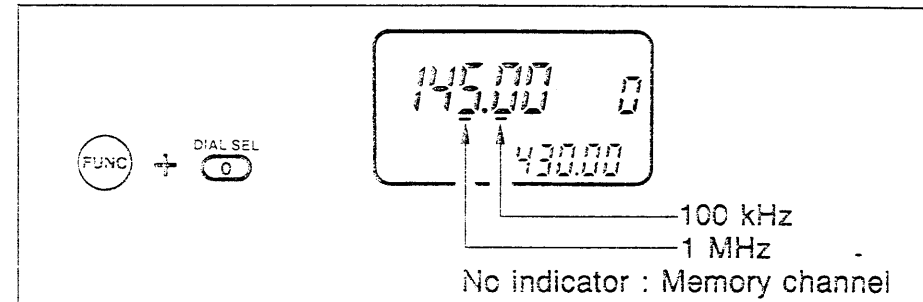 145.00 0
430.00
FUNC + DIAL SEL 0
100 kHz
1 MHz
No indicator : Memory channel